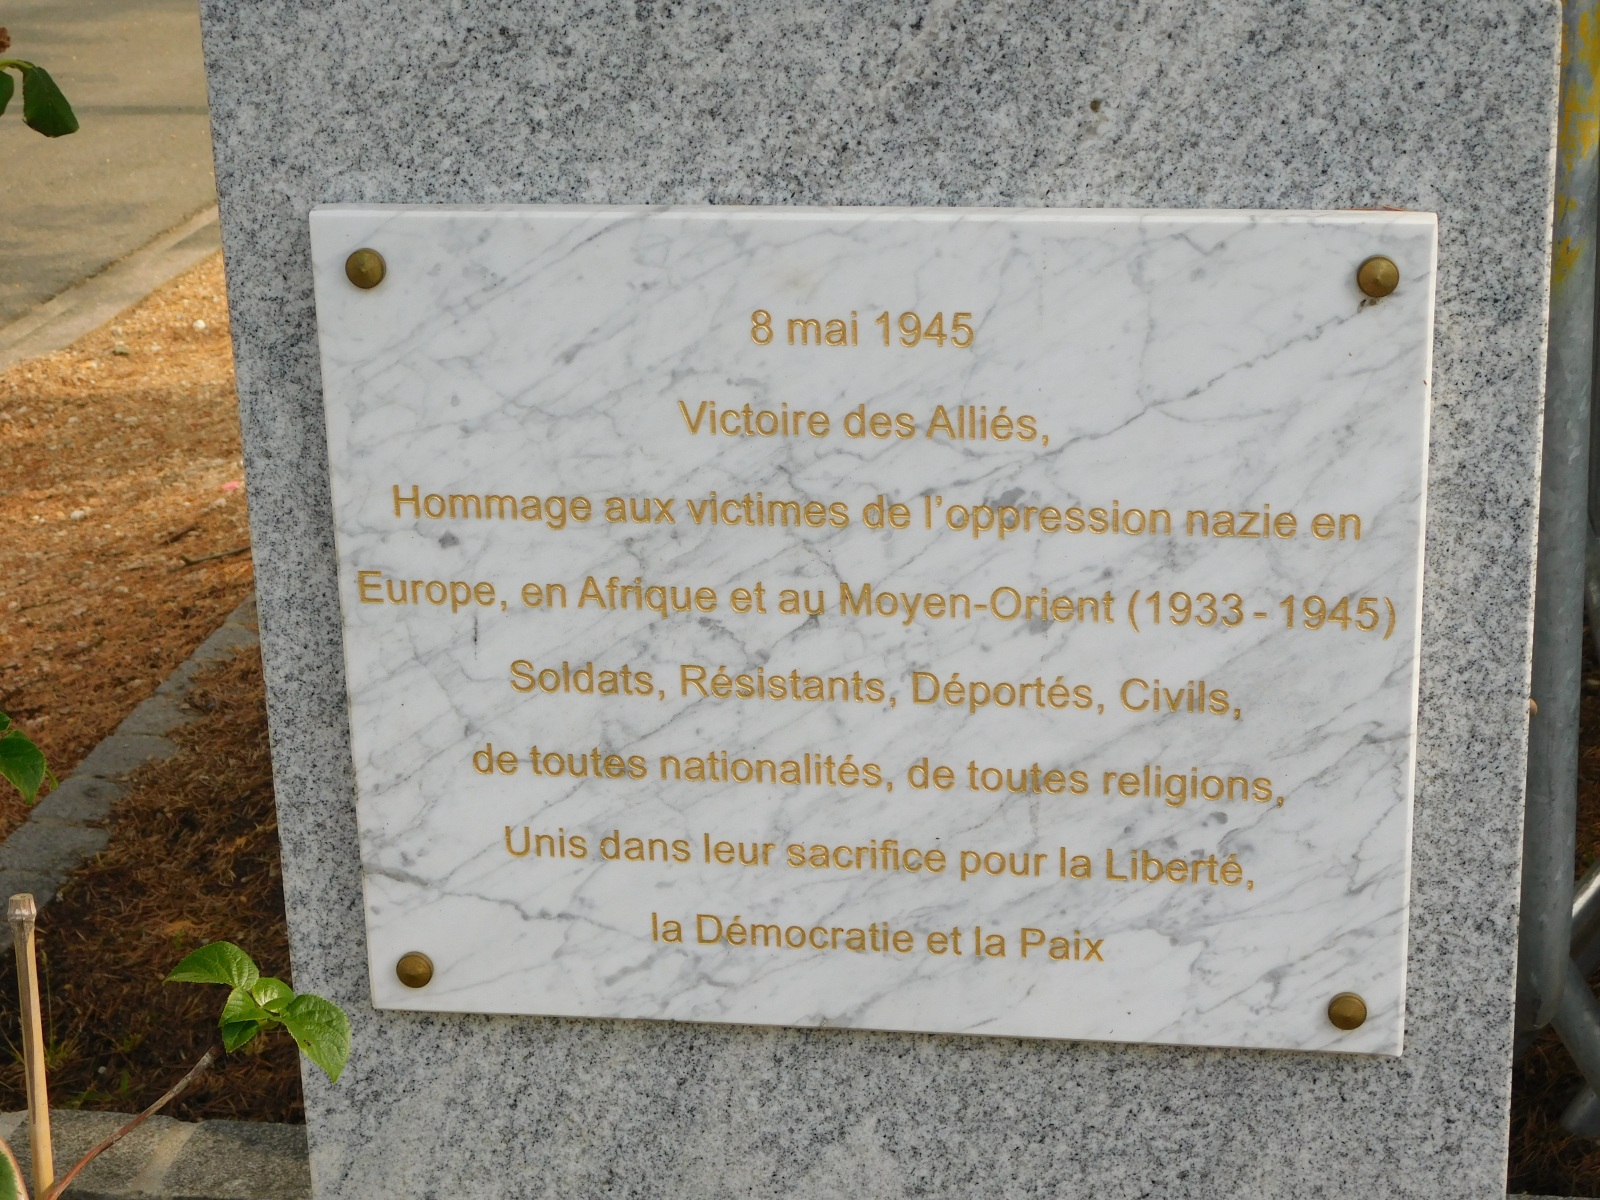 8 mai 1945
Victoire des Alliés,
Hommage aux victimes de l'oppression nazie en
Europe, en Afrique et au Moyen-Orient (1933 - 1945)
Soldats, Résistants, Déportés, Civils,
de toutes nationalités, de toutes religions,
Unis dans leur sacrifice pour la Liberté,
la Démocratie et la Paix